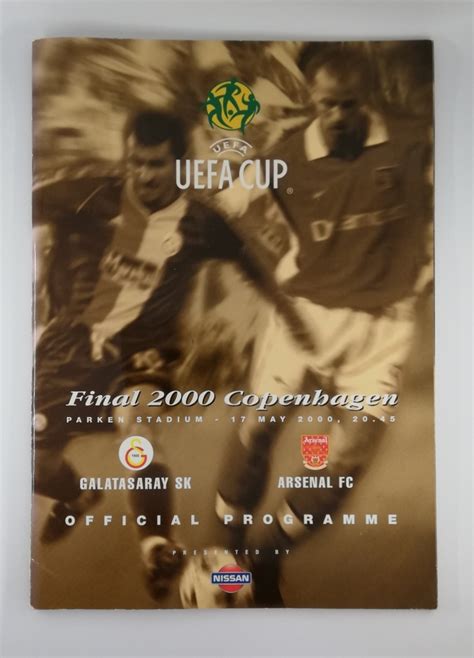 UEFA
UEFA CUP ®
Final 2000 Copenhagen
PARKEN STADIUM - 17 MAY 2000, 20.45
GALATASARAY SK
Arsenal
ARSENAL FC
OFFICIAL PROGRAMME
PRESENTED BY
NISSAN